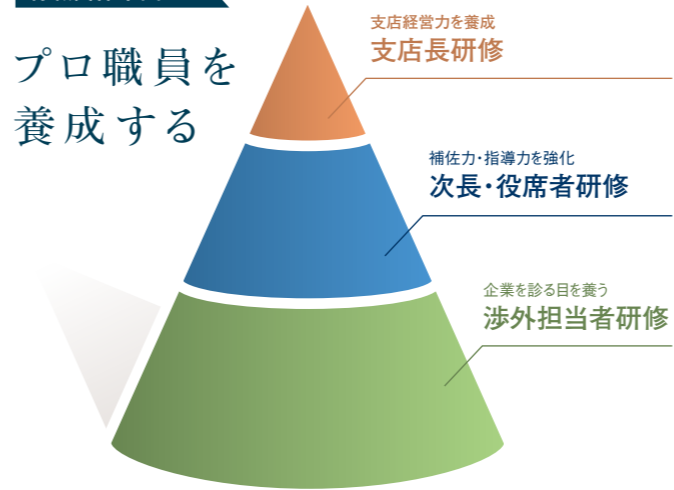 プロ職員を
養成する
支店経営力を養成
支店長研修
補佐力・指導力を強化
次長・役席者研修
企業を診る目を養う
渉外担当者研修